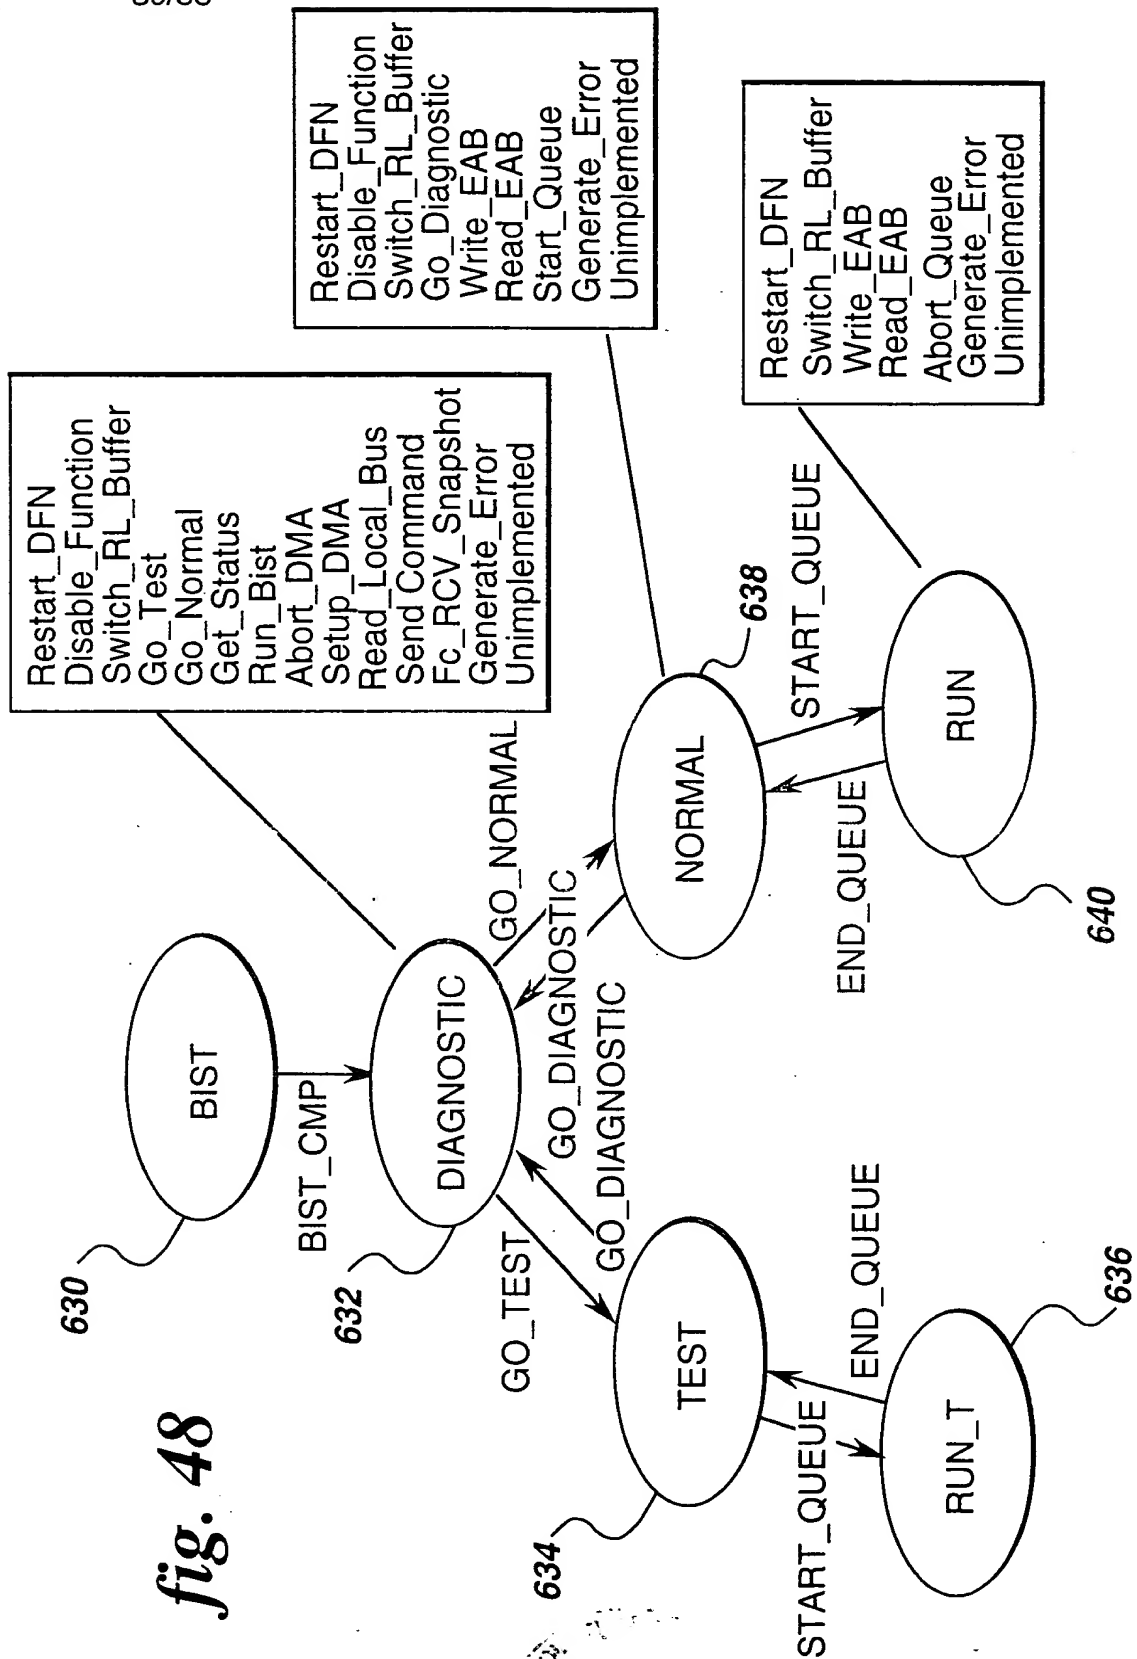 Restart_DFN
Disable_Function
Switch_RL_Buffer
Go_Test
Go_Normal
Get_Status
Run_Bist
Abort_DMA
Setup_DMA
Read_Local_Bus
Send Command
Fc_RCV_Snapshot
Generate_Error
Unimplemented
Restart_DFN
Disable_Function
Switch_RL_Buffer
Go_Diagnostic
Write_EAB
Read_EAB
Start_Queue
Generate_Error
Unimplemented
Restart_DFN
Switch_RL_Buffer
Write_EAB
Read_EAB
Abort_Queue
Generate_Error
Unimplemented
fig. 48
630
BIST
BIST_CMP
632
DIAGNOSTIC
GO_TEST
GO_DIAGNOSTIC
GO_DIAGNOSTIC
GO_NORMAL
634
TEST
NORMAL
638
START_QUEUE
END_QUEUE
END_QUEUE
START_QUEUE
RUN_T
636
RUN
640